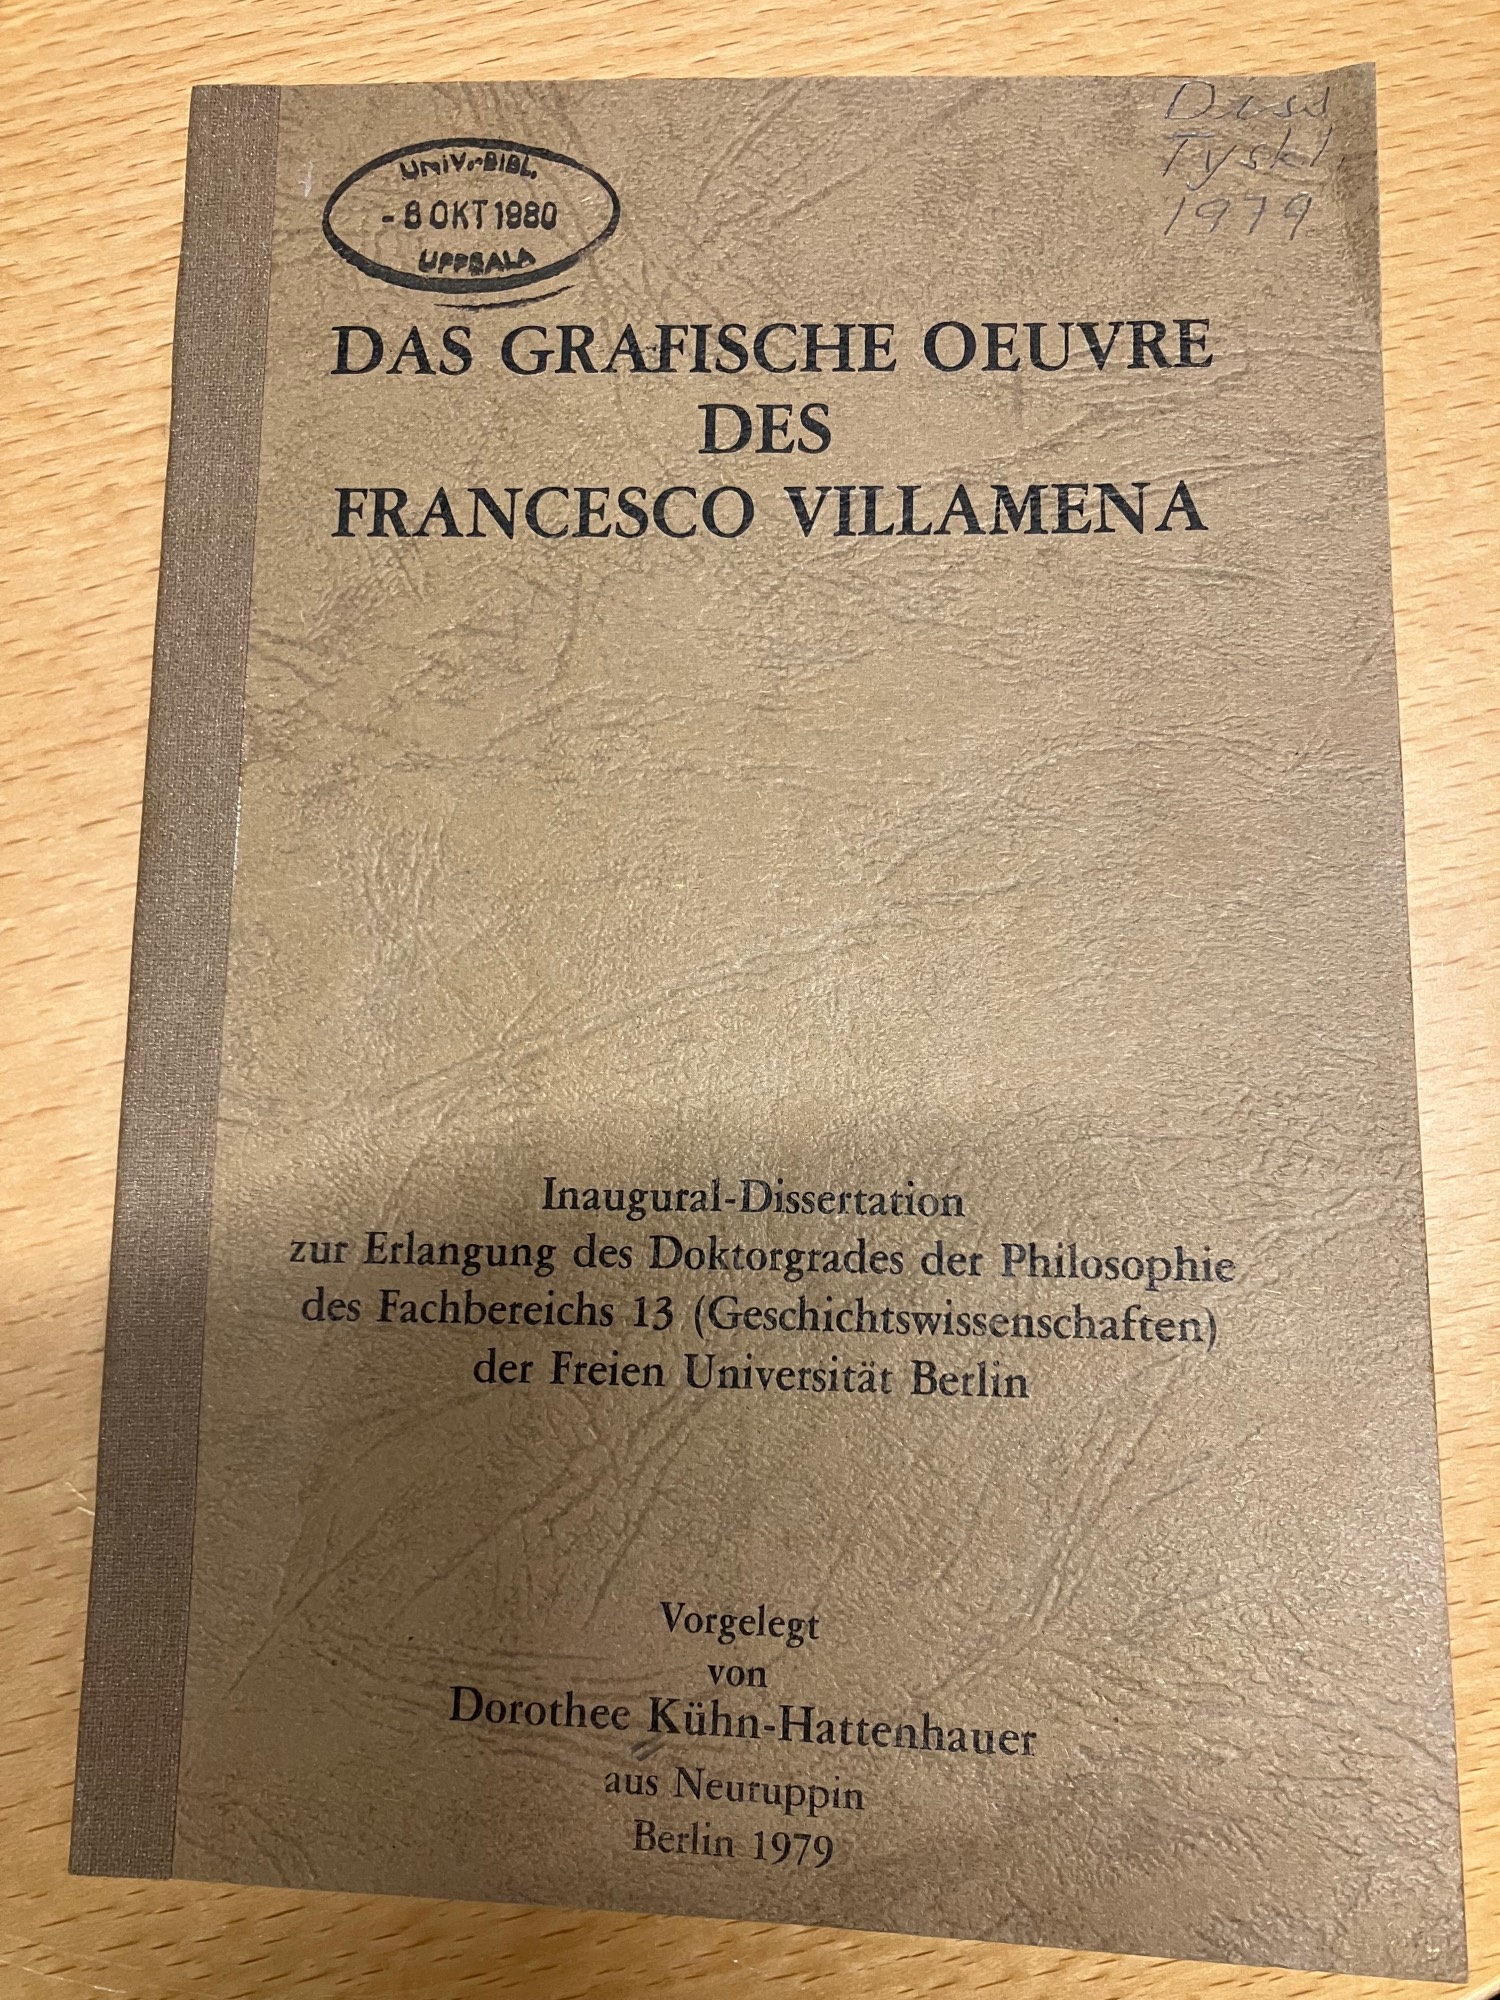 UNIV.-BIBL.
- 8 OKT 1980
UPPSALA
Diss
Tyskl.
1979
DAS GRAFISCHE OEUVRE
DES
FRANCESCO VILLAMENA
Inaugural-Dissertation
zur Erlangung des Doktorgrades der Philosophie
des Fachbereichs 13 (Geschichtswissenschaften)
der Freien Universität Berlin
Vorgelegt
von
Dorothee Kühn-Hattenhauer
aus Neuruppin
Berlin 1979